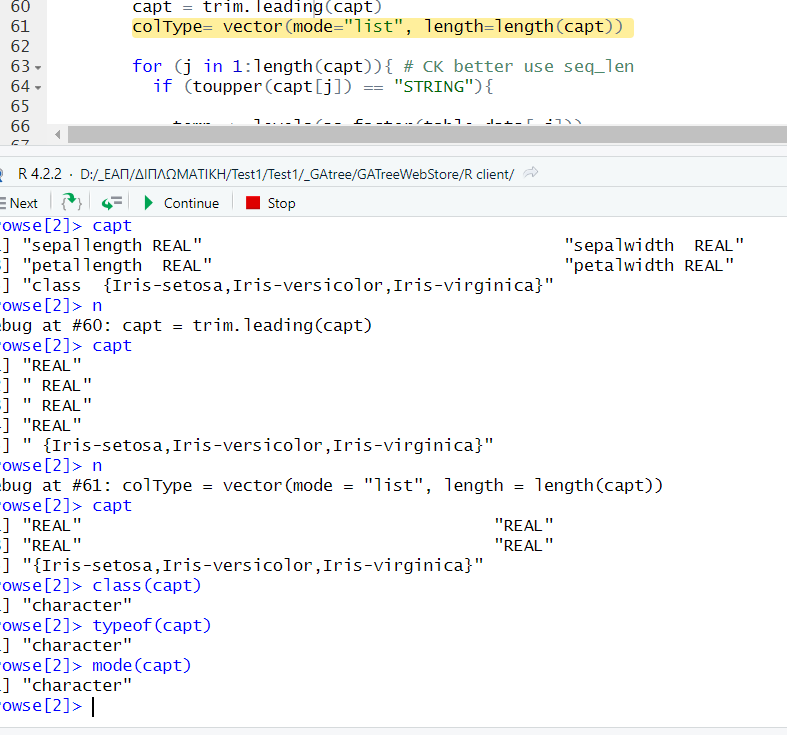 60 capt = trim.leading(capt)
61 colType= vector(mode="list", length=length(capt))
62
63 for (j in 1:length(capt)){ # CK better use seq_len
64 if (toupper(capt[j]) == "STRING"){
65
66
R 4.2.2 · D:/_ΕΑΠ/ΔΙΠΛΩΜΑΤΙΚΗ/Test1/Test1/_GAtree/GATreeWebStore/R client/
Next Continue Stop
owse[2]> capt
] "sepallength REAL" "sepalwidth  REAL"
] "petallength  REAL" "petalwidth REAL"
] "class  {Iris-setosa,Iris-versicolor,Iris-virginica}"
owse[2]> n
bug at #60: capt = trim.leading(capt)
owse[2]> capt
] "REAL"
] " REAL"
] " REAL"
] "REAL"
] " {Iris-setosa,Iris-versicolor,Iris-virginica}"
owse[2]> n
bug at #61: colType = vector(mode = "list", length = length(capt))
owse[2]> capt
] "REAL" "REAL"
] "REAL" "REAL"
] "{Iris-setosa,Iris-versicolor,Iris-virginica}"
owse[2]> class(capt)
] "character"
owse[2]> typeof(capt)
] "character"
owse[2]> mode(capt)
] "character"
owse[2]>